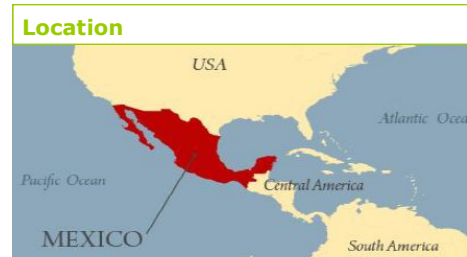 Location
USA
Atlantic Ocea
Pacific Ocean
Central America
MEXICO
South America